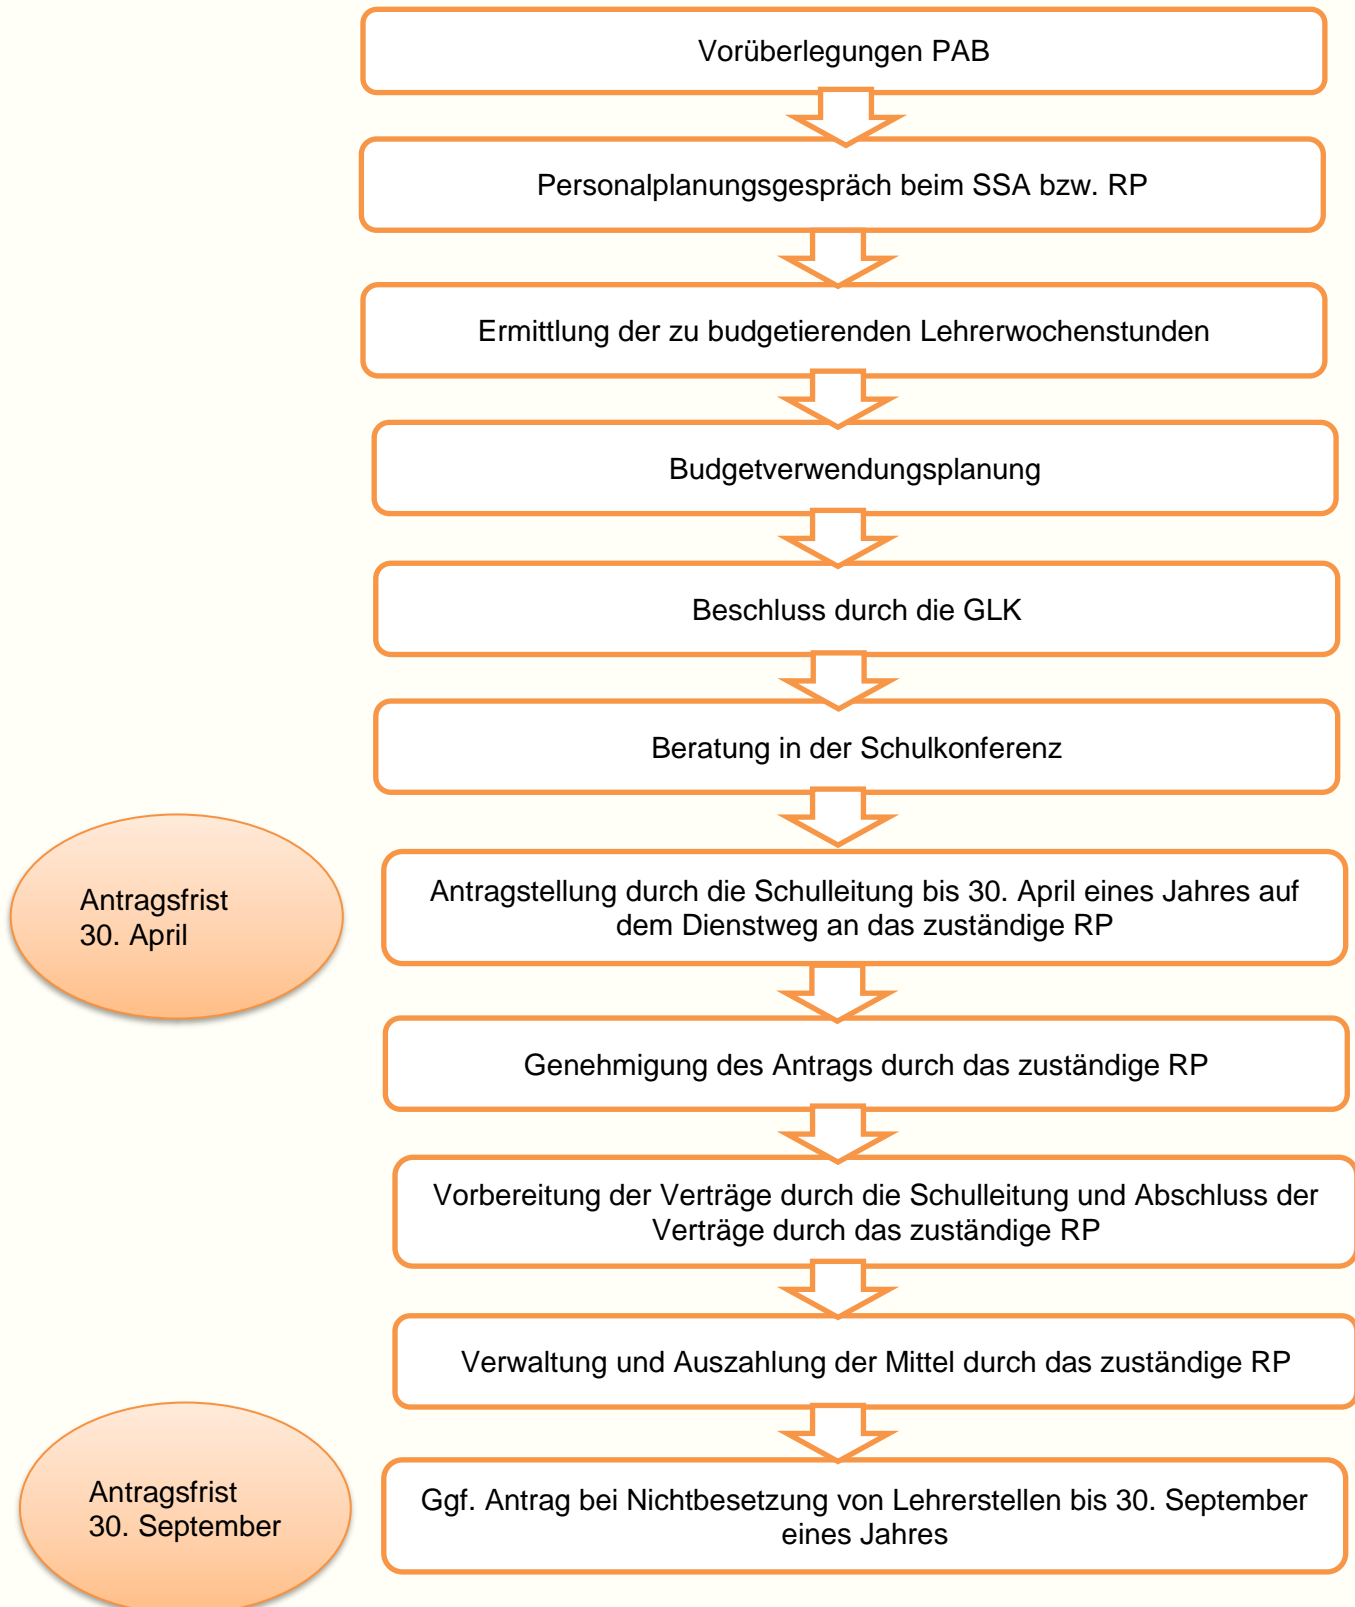 Vorüberlegungen PAB
Personalplanungsgespräch beim SSA bzw. RP
Ermittlung der zu budgetierenden Lehrerwochenstunden
Budgetverwendungsplanung
Beschluss durch die GLK
Beratung in der Schulkonferenz
Antragsfrist
30. April
Antragstellung durch die Schulleitung bis 30. April eines Jahres auf
dem Dienstweg an das zuständige RP
Genehmigung des Antrags durch das zuständige RP
Vorbereitung der Verträge durch die Schulleitung und Abschluss der
Verträge durch das zuständige RP
Verwaltung und Auszahlung der Mittel durch das zuständige RP
Antragsfrist
30. September
Ggf. Antrag bei Nichtbesetzung von Lehrerstellen bis 30. September
eines Jahres